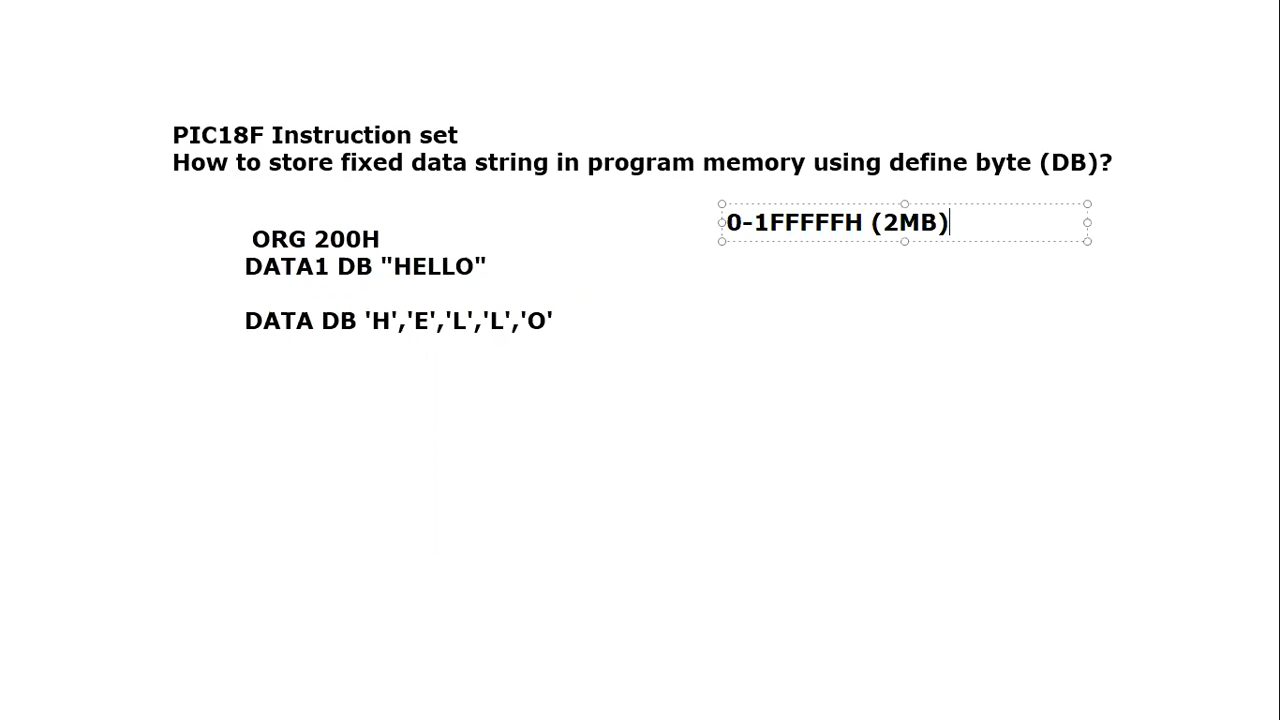 PIC18F Instruction set
How to store fixed data string in program memory using define byte (DB)?
0-1FFFFFH (2MB)
ORG 200H
DATA1 DB "HELLO"
DATA DB 'H','E','L','L','O'